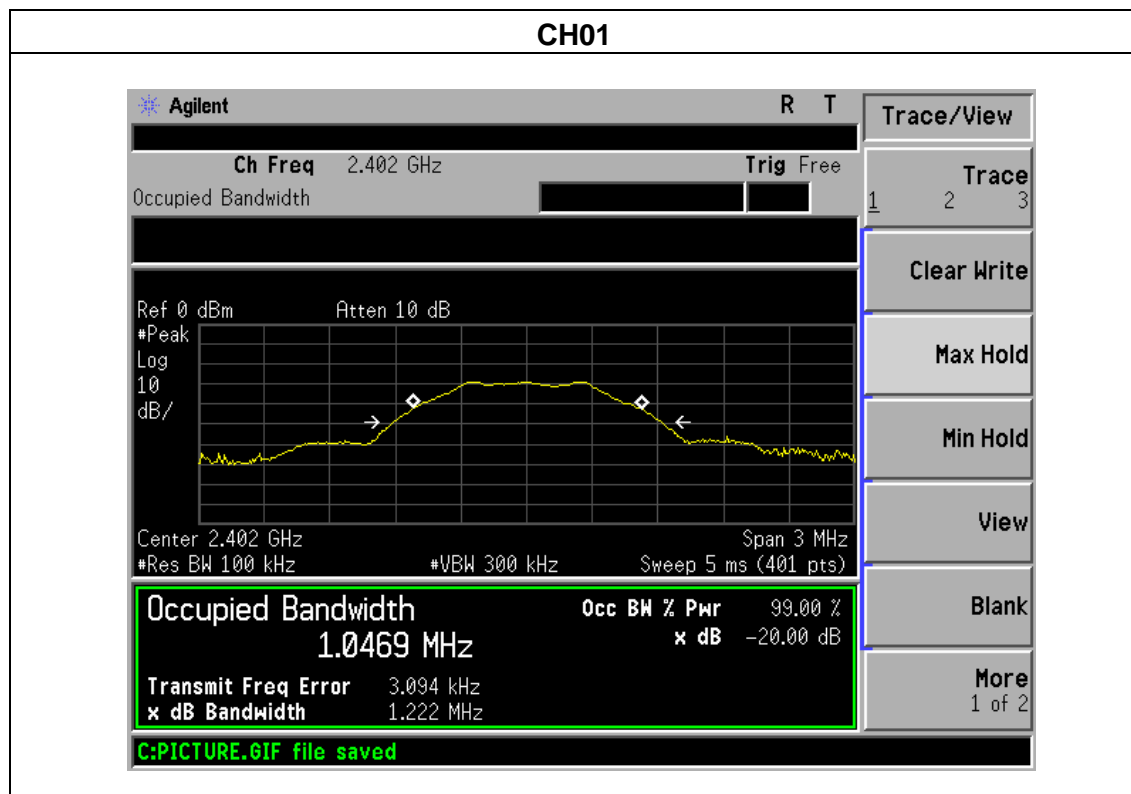 CH01
Agilent R T
Trace/View
Ch Freq 2.402 GHz Trig Free
Occupied Bandwidth
Trace
1 2 3
Clear Write
Ref 0 dBm Atten 10 dB
#Peak
Log
10
dB/
Max Hold
Min Hold
View
Center 2.402 GHz Span 3 MHz
#Res BW 100 kHz #VBW 300 kHz Sweep 5 ms (401 pts)
Occupied Bandwidth Occ BW % Pwr 99.00 %
1.0469 MHz x dB -20.00 dB
Blank
Transmit Freq Error 3.094 kHz
x dB Bandwidth 1.222 MHz
More
1 of 2
C:PICTURE.GIF file saved